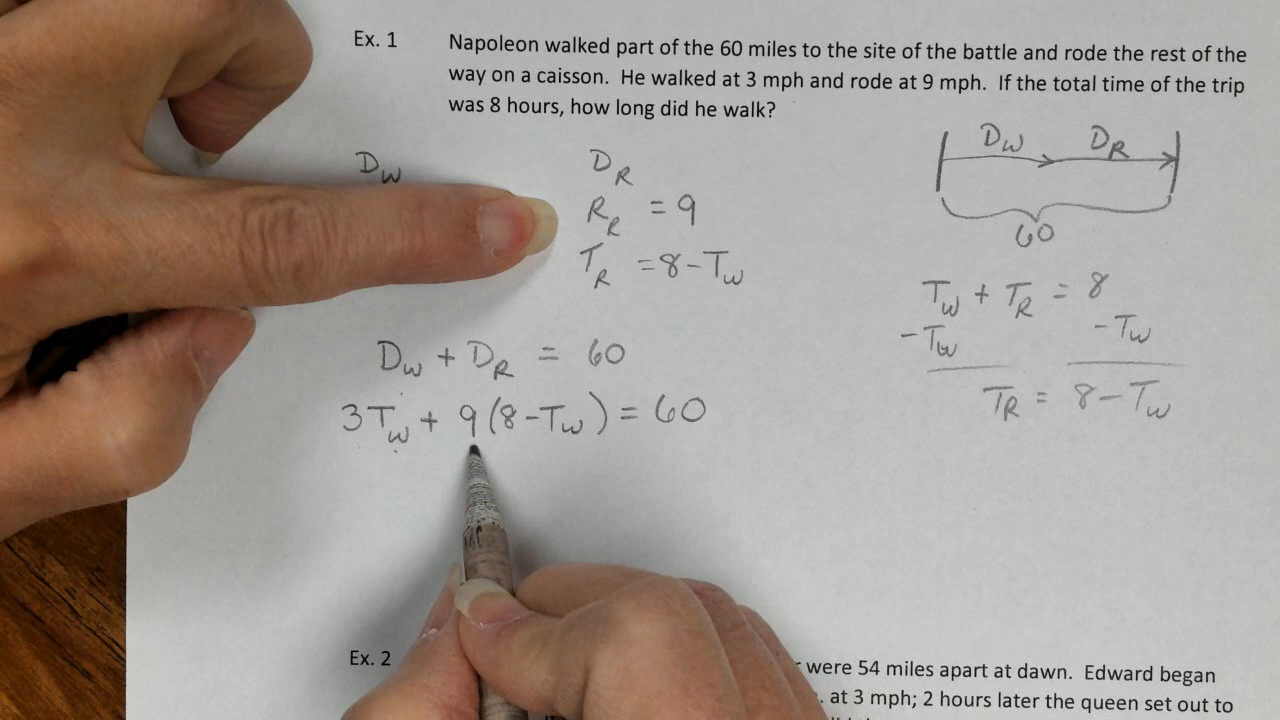 Ex. 1 Napoleon walked part of the 60 miles to the site of the battle and rode the rest of the
way on a caisson. He walked at 3 mph and rode at 9 mph. If the total time of the trip
was 8 hours, how long did he walk?
D_W D_R
R_R = 9
T_R = 8 - T_W
D_W D_R
60
T_W + T_R = 8
-T_W -T_W
T_R = 8 - T_W
D_W + D_R = 60
3T_W + 9(8-T_W) = 60
Ex. 2 were 54 miles apart at dawn. Edward began
at 3 mph; 2 hours later the queen set out to